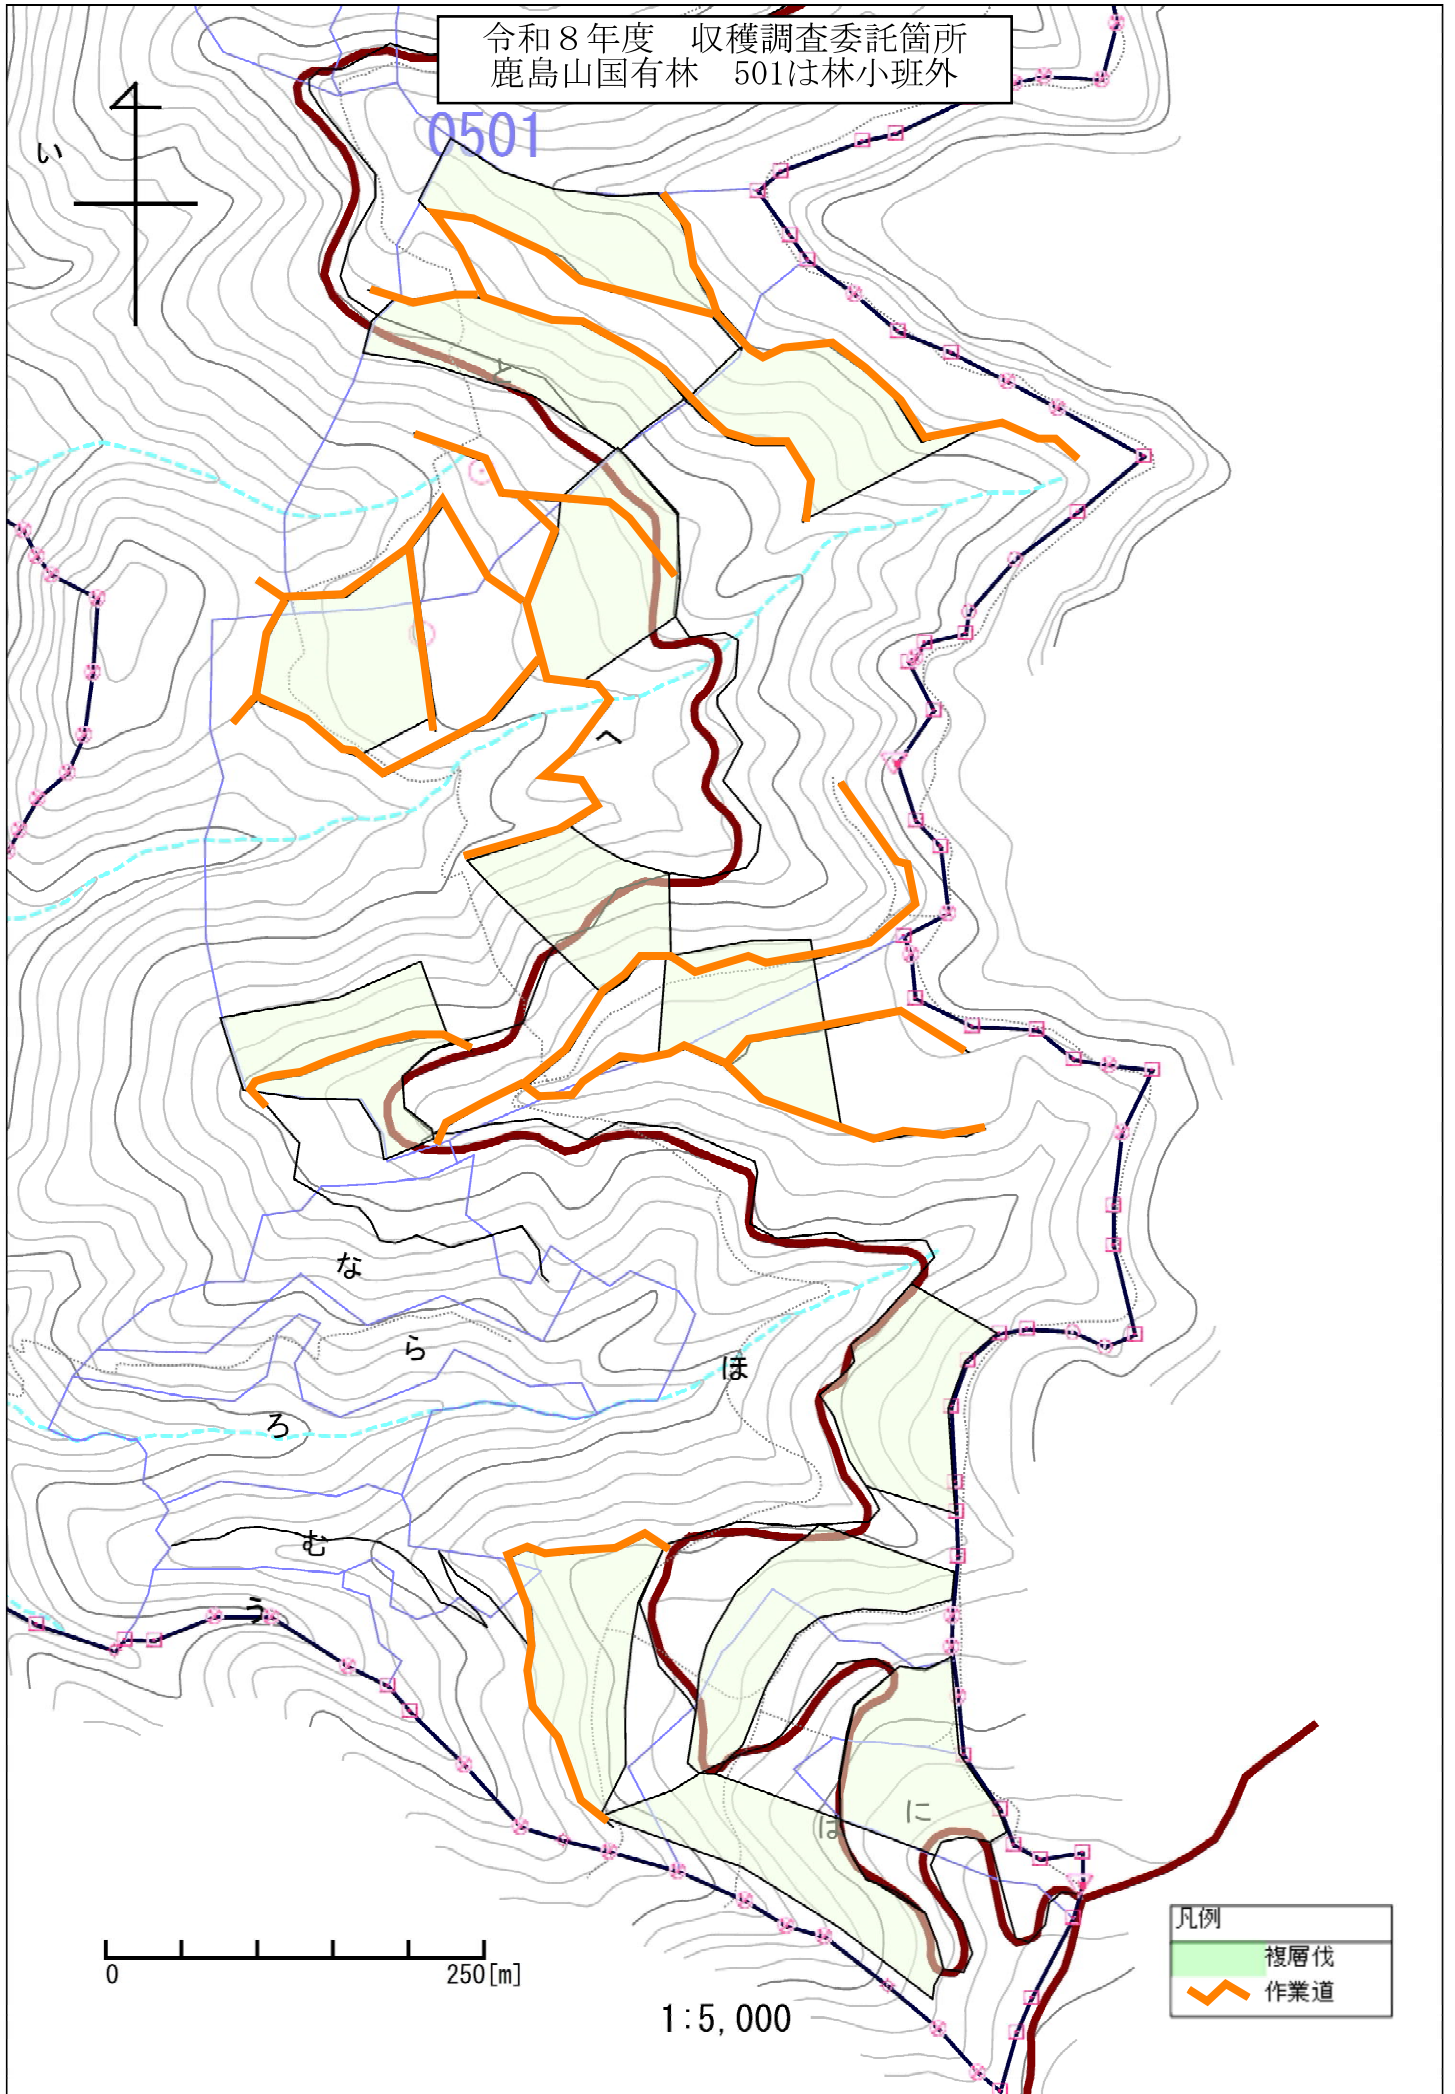 令和８年度　収穫調査委託箇所
鹿島山国有林　501は林小班外
0501
い
と
へ
な
ら
ほ
ろ
む
う
に
は
凡例
複層伐
作業道
0 250[m]
1:5,000